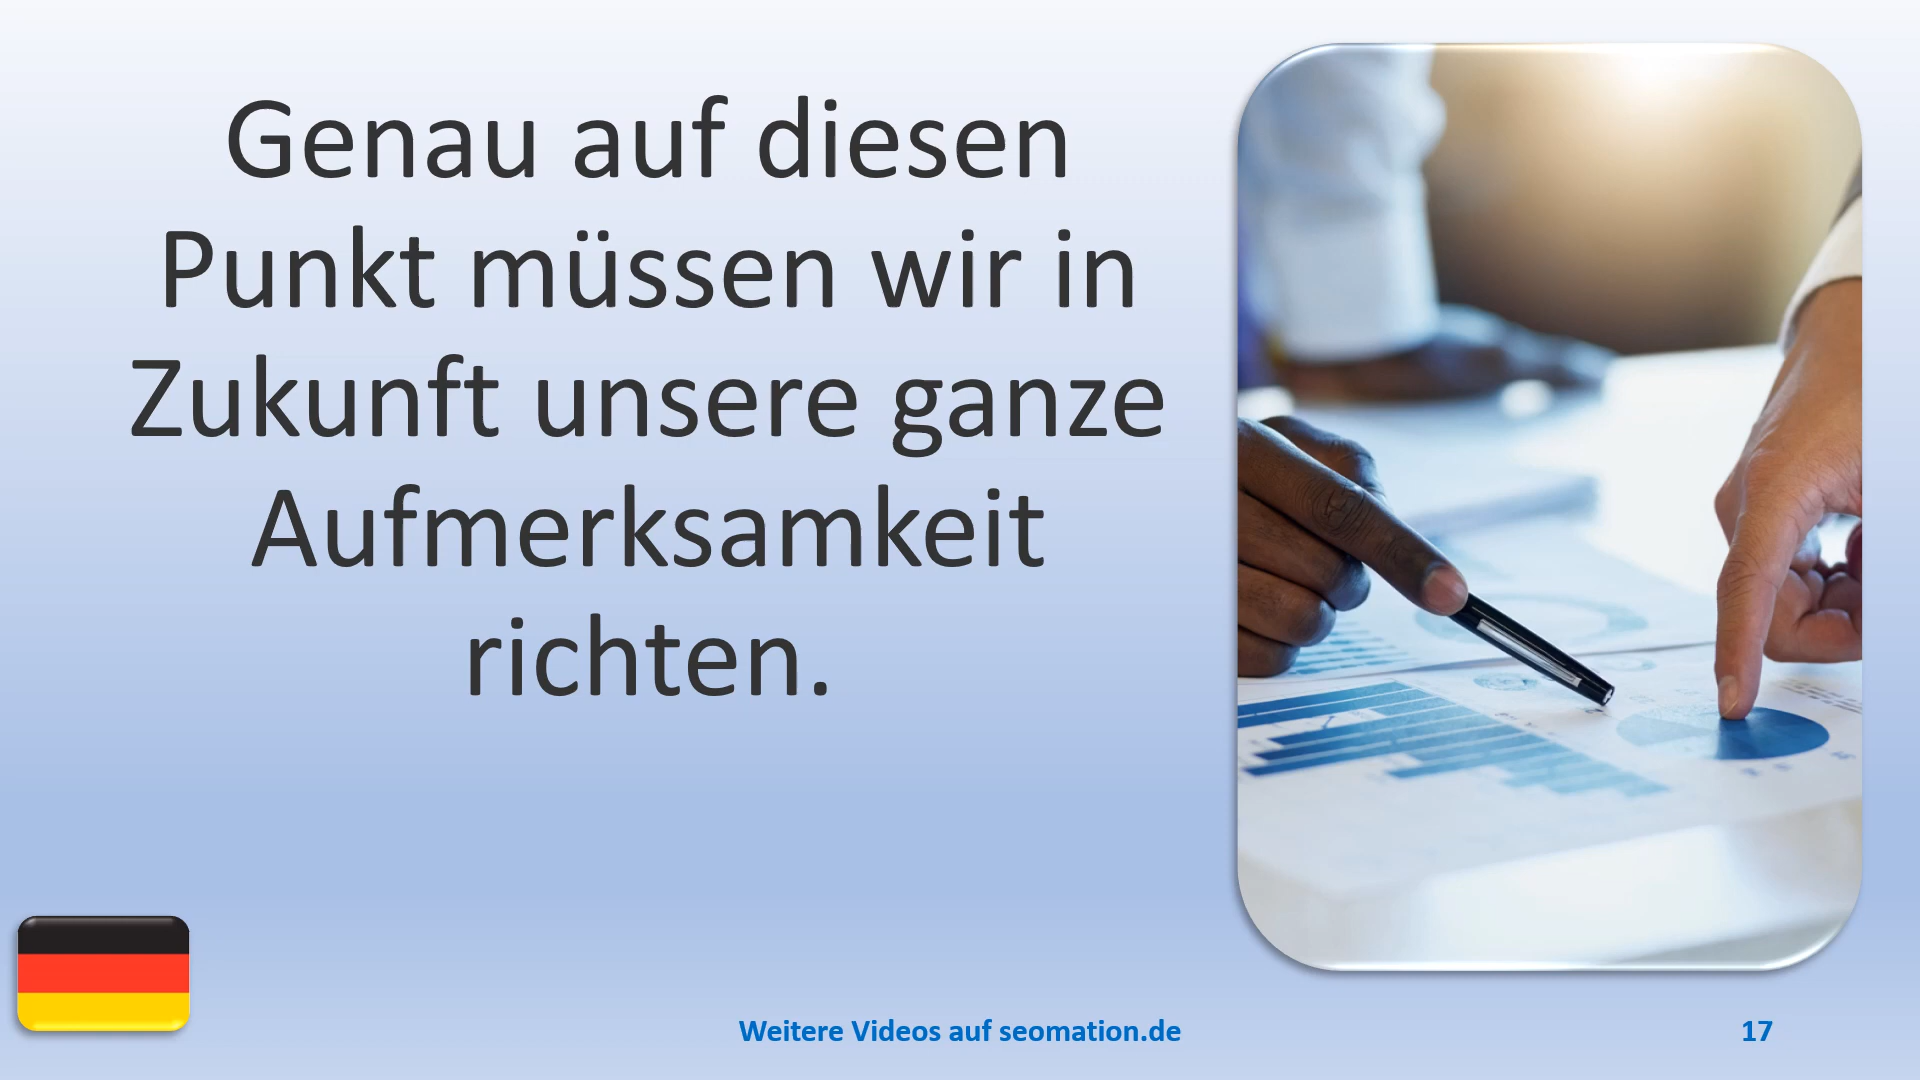 Genau auf diesen
Punkt müssen wir in
Zukunft unsere ganze
Aufmerksamkeit
richten.
Weitere Videos auf seomation.de
17